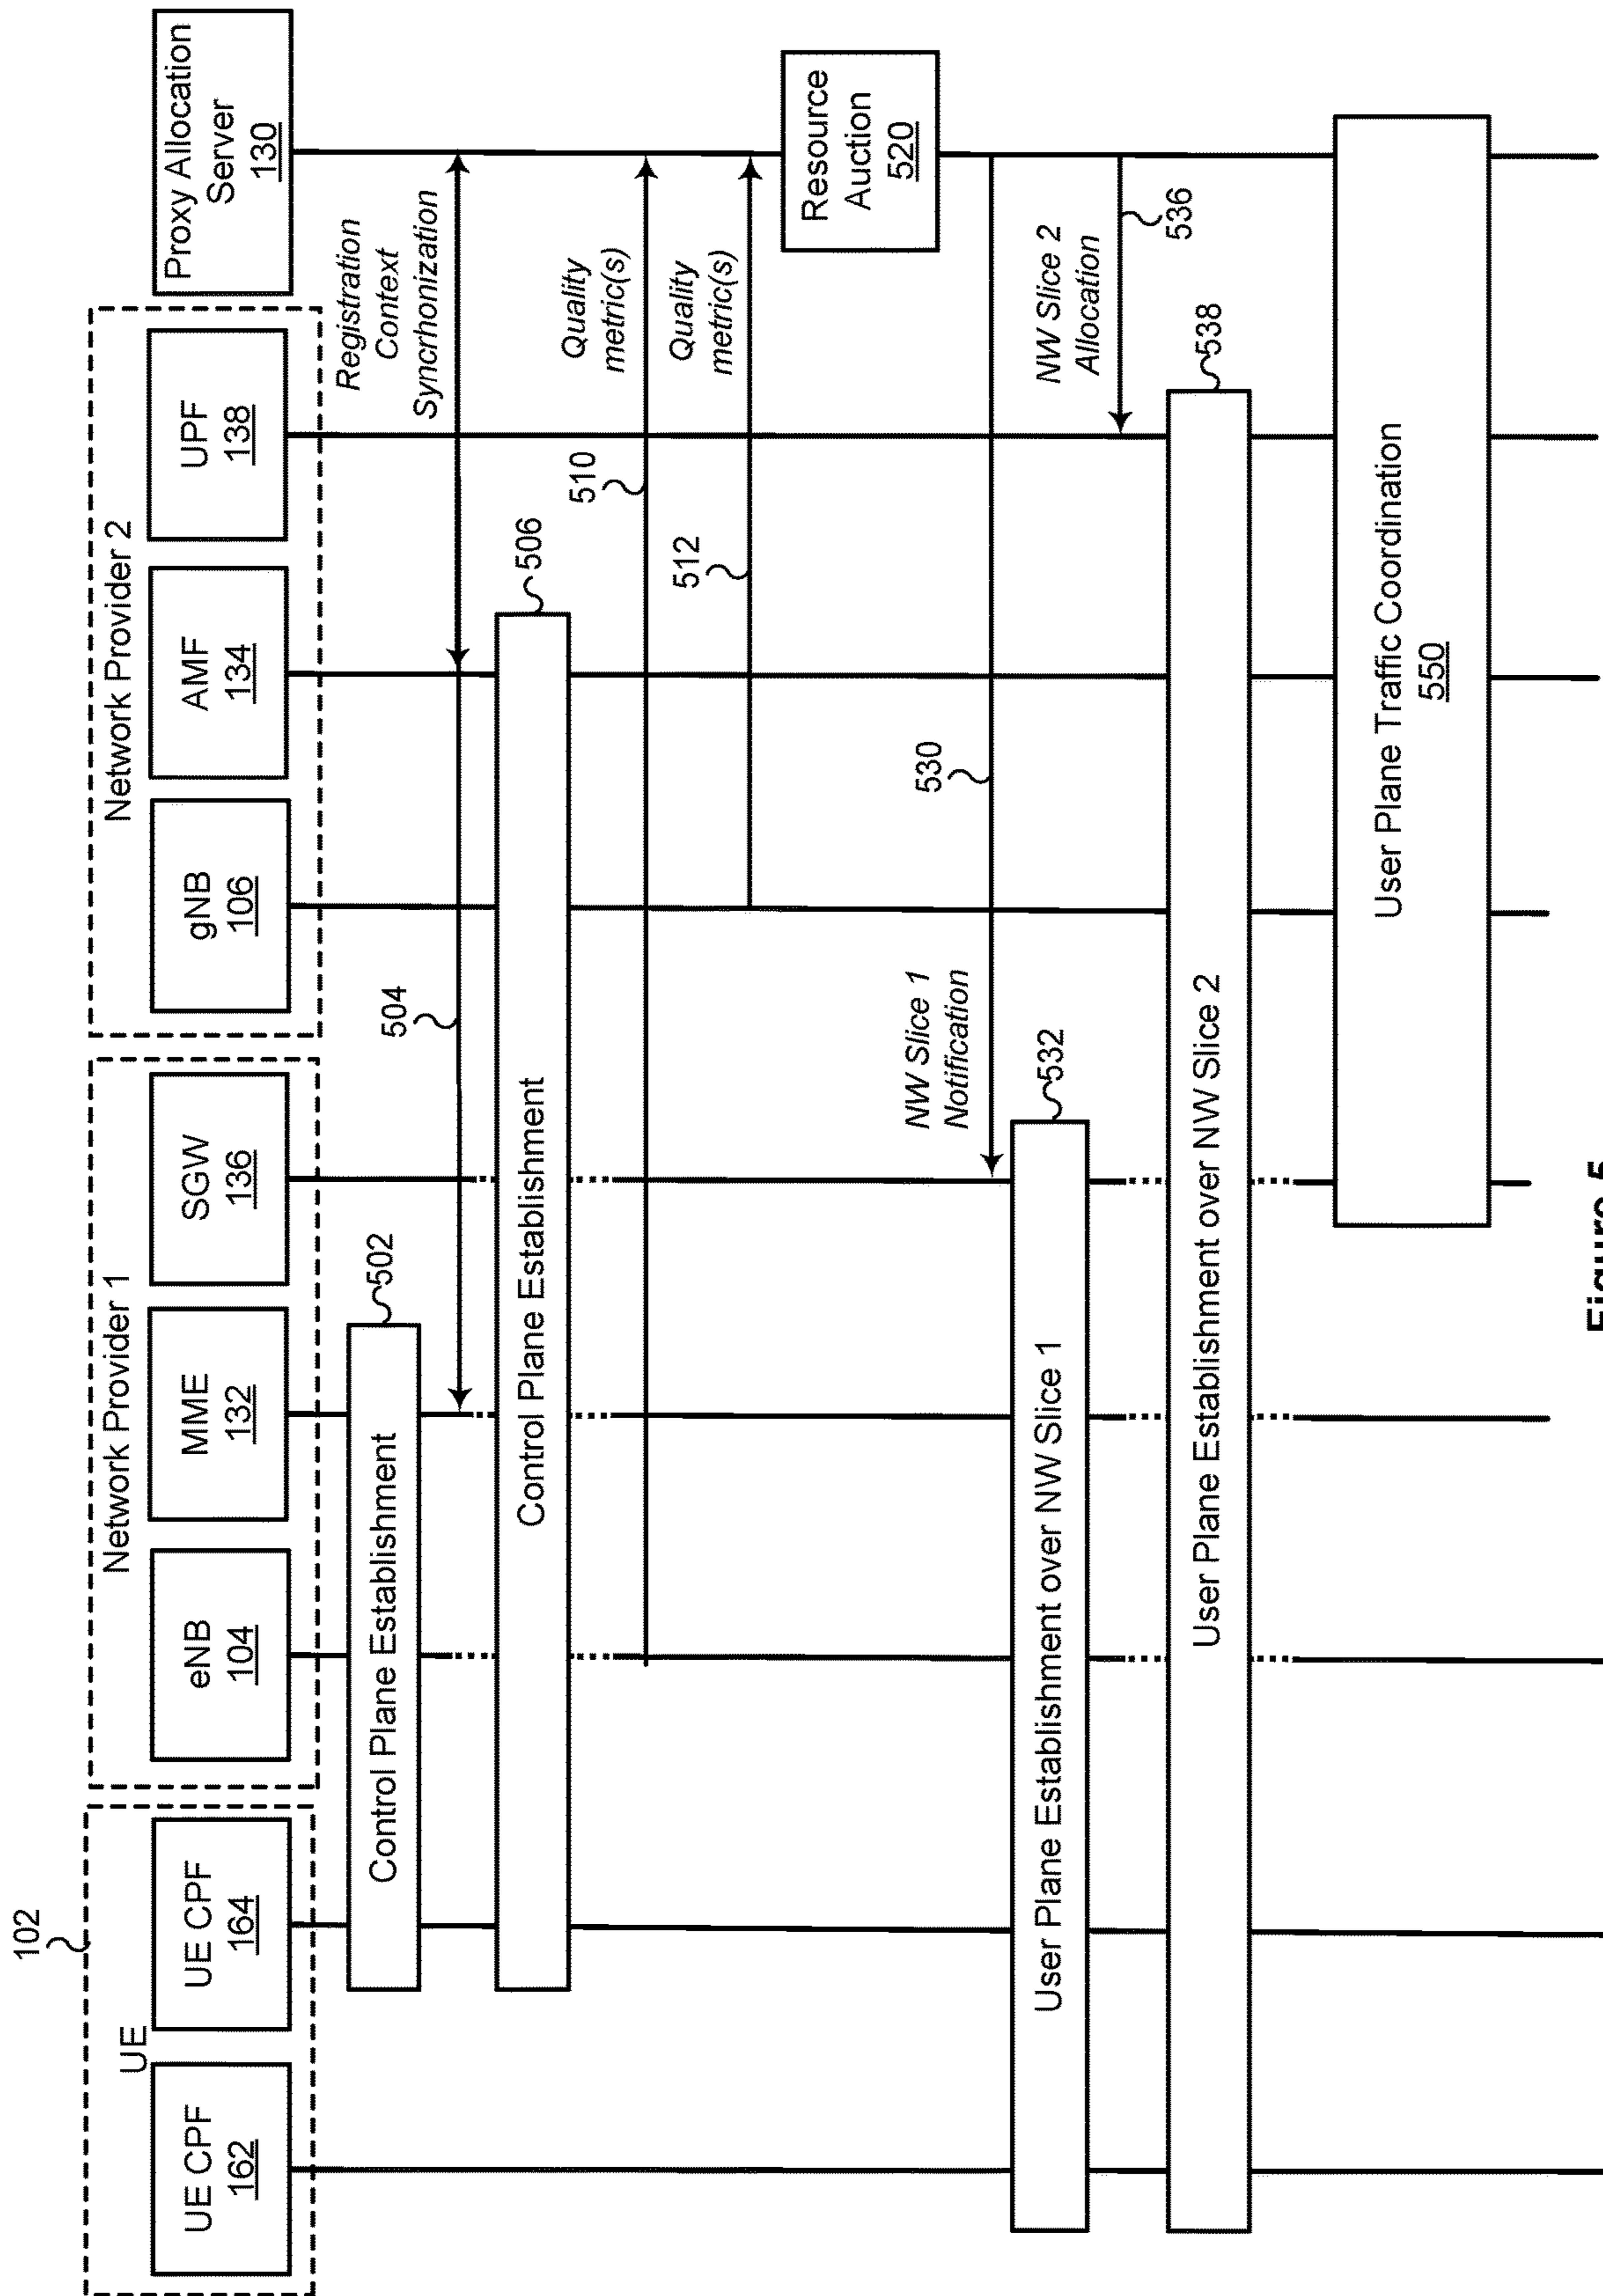 102
UE
UE CPF
162
UE CPF
164
Network Provider 1
eNB
104
MME
132
SGW
136
Network Provider 2
gNB
106
AMF
134
UPF
138
Proxy Allocation
Server
130
Control Plane Establishment
502
504
Registration
Context
Syncrhonization
Control Plane Establishment
506
510
Quality
metric(s)
512
Quality
metric(s)
Resource
Auction
520
530
NW Slice 1
Notification
User Plane Establishment over NW Slice 1
532
NW Slice 2
Allocation
536
User Plane Establishment over NW Slice 2
538
User Plane Traffic Coordination
550
Figure 5